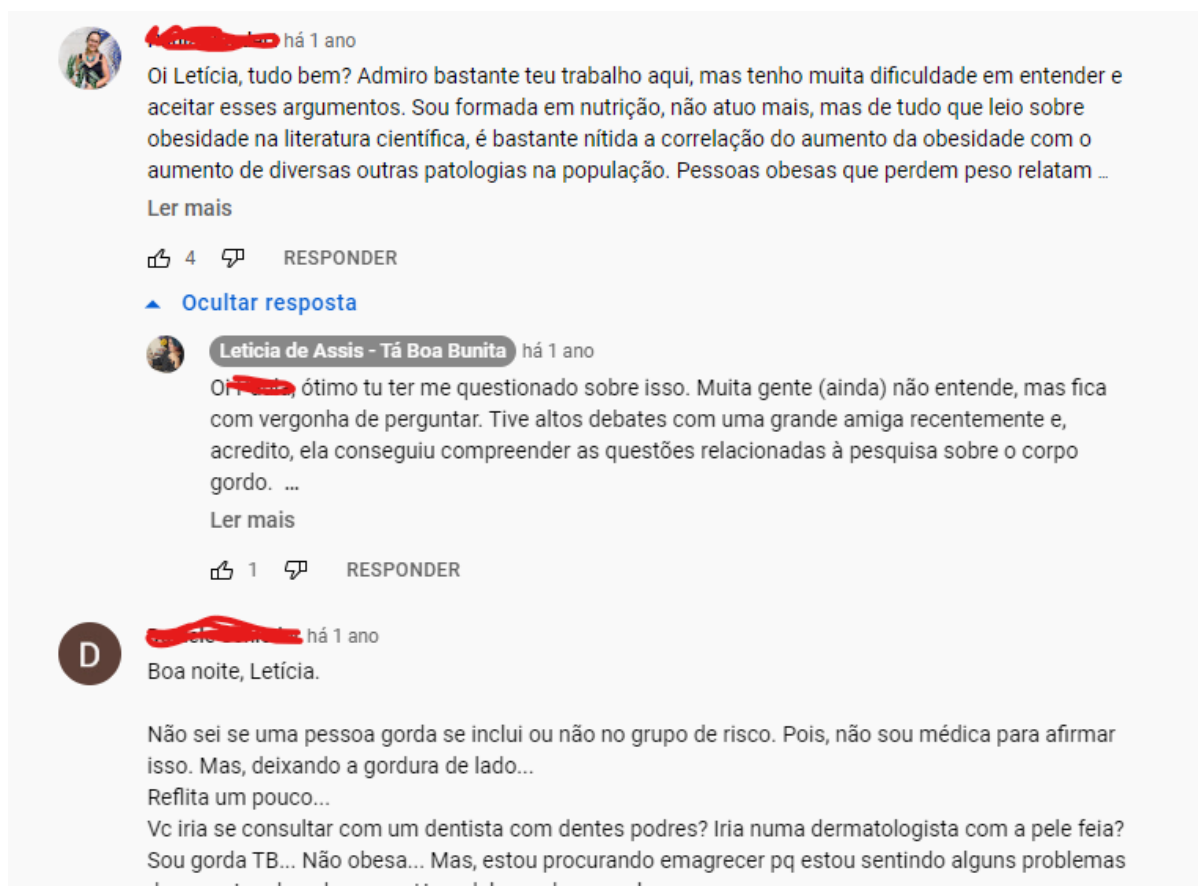 há 1 ano
Oi Letícia, tudo bem? Admiro bastante teu trabalho aqui, mas tenho muita dificuldade em entender e
aceitar esses argumentos. Sou formada em nutrição, não atuo mais, mas de tudo que leio sobre
obesidade na literatura científica, é bastante nítida a correlação do aumento da obesidade com o
aumento de diversas outras patologias na população. Pessoas obesas que perdem peso relatam ...
Ler mais
4 RESPONDER
Ocultar resposta
Leticia de Assis - Tá Boa Bunita há 1 ano
Oi ótimo tu ter me questionado sobre isso. Muita gente (ainda) não entende, mas fica
com vergonha de perguntar. Tive altos debates com uma grande amiga recentemente e,
acredito, ela conseguiu compreender as questões relacionadas à pesquisa sobre o corpo
gordo. ...
Ler mais
1 RESPONDER
D
há 1 ano
Boa noite, Letícia.
Não sei se uma pessoa gorda se inclui ou não no grupo de risco. Pois, não sou médica para afirmar
isso. Mas, deixando a gordura de lado...
Reflita um pouco...
Vc iria se consultar com um dentista com dentes podres? Iria numa dermatologista com a pele feia?
Sou gorda TB... Não obesa... Mas, estou procurando emagrecer pq estou sentindo alguns problemas